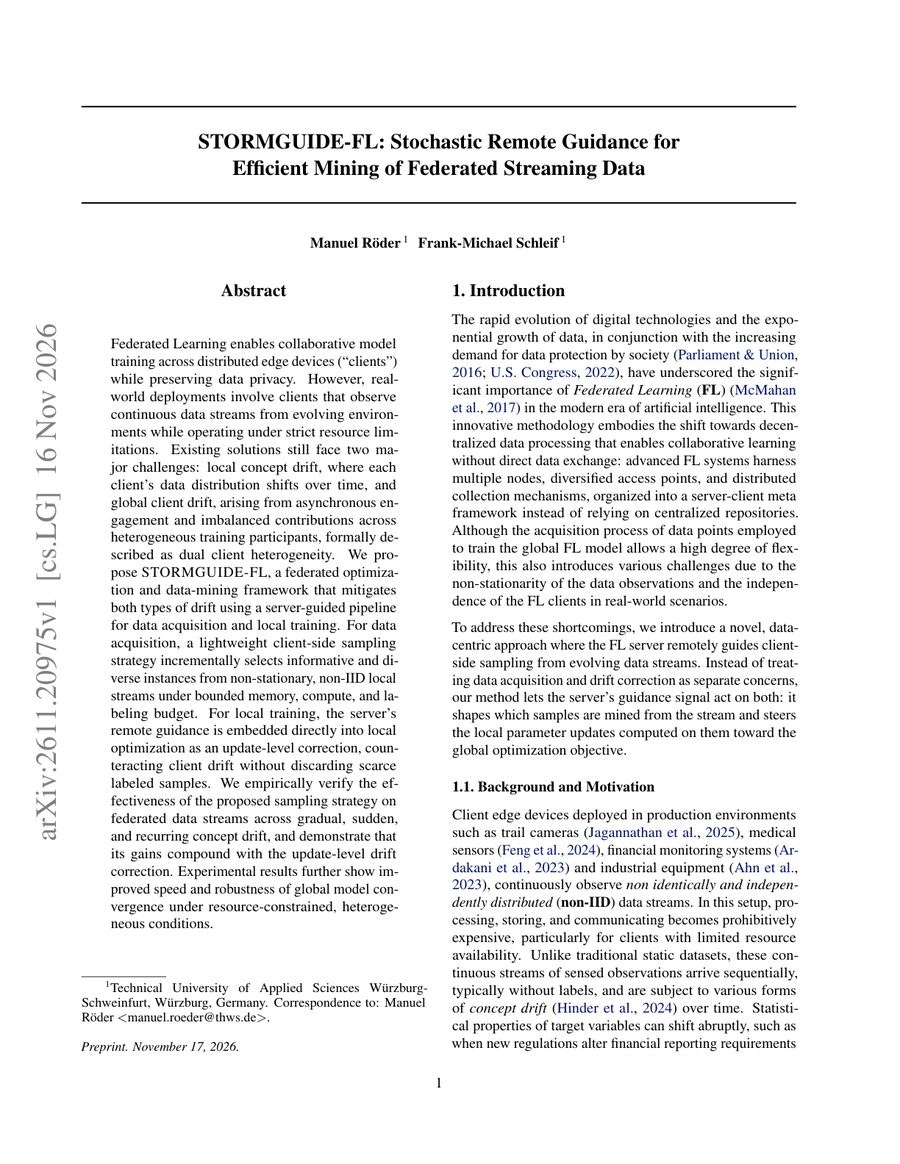 STORMGUIDE-FL: Stochastic Remote Guidance for
Efficient Mining of Federated Streaming Data
Manuel Röder 1 Frank-Michael Schleif 1
Abstract
Federated Learning enables collaborative model
training across distributed edge devices (“clients”)
while preserving data privacy. However, real-
world deployments involve clients that observe
continuous data streams from evolving environ-
ments while operating under strict resource lim-
itations. Existing solutions still face two ma-
jor challenges: local concept drift, where each
client’s data distribution shifts over time, and
global client drift, arising from asynchronous en-
gagement and imbalanced contributions across
heterogeneous training participants, formally de-
scribed as dual client heterogeneity. We pro-
pose STORMGUIDE-FL, a federated optimiza-
tion and data-mining framework that mitigates
both types of drift using a server-guided pipeline
for data acquisition and local training. For data
acquisition, a lightweight client-side sampling
strategy incrementally selects informative and di-
verse instances from non-stationary, non-IID local
streams under bounded memory, compute, and la-
beling budget. For local training, the server’s
remote guidance is embedded directly into local
optimization as an update-level correction, coun-
teracting client drift without discarding scarce
labeled samples. We empirically verify the ef-
fectiveness of the proposed sampling strategy on
federated data streams across gradual, sudden,
and recurring concept drift, and demonstrate that
its gains compound with the update-level drift
correction. Experimental results further show im-
proved speed and robustness of global model con-
vergence under resource-constrained, heteroge-
neous conditions.
1Technical University of Applied Sciences Würzburg-
Schweinfurt, Würzburg, Germany. Correspondence to: Manuel
Röder <manuel.roeder@thws.de>.
Preprint. November 17, 2026.
1. Introduction
The rapid evolution of digital technologies and the expo-
nential growth of data, in conjunction with the increasing
demand for data protection by society (Parliament & Union,
2016; U.S. Congress, 2022), have underscored the signif-
icant importance of Federated Learning (FL) (McMahan
et al., 2017) in the modern era of artificial intelligence. This
innovative methodology embodies the shift towards decen-
tralized data processing that enables collaborative learning
without direct data exchange: advanced FL systems harness
multiple nodes, diversified access points, and distributed
collection mechanisms, organized into a server-client meta
framework instead of relying on centralized repositories.
Although the acquisition process of data points employed
to train the global FL model allows a high degree of flex-
ibility, this also introduces various challenges due to the
non-stationarity of the data observations and the indepen-
dence of the FL clients in real-world scenarios.
To address these shortcomings, we introduce a novel, data-
centric approach where the FL server remotely guides client-
side sampling from evolving data streams. Instead of treat-
ing data acquisition and drift correction as separate concerns,
our method lets the server’s guidance signal act on both: it
shapes which samples are mined from the stream and steers
the local parameter updates computed on them toward the
global optimization objective.
1.1. Background and Motivation
Client edge devices deployed in production environments
such as trail cameras (Jagannathan et al., 2025), medical
sensors (Feng et al., 2024), financial monitoring systems (Ar-
dakani et al., 2023) and industrial equipment (Ahn et al.,
2023), continuously observe non identically and indepen-
dently distributed (non-IID) data streams. In this setup, pro-
cessing, storing, and communicating becomes prohibitively
expensive, particularly for clients with limited resource
availability. Unlike traditional static datasets, these con-
tinuous streams of sensed observations arrive sequentially,
typically without labels, and are subject to various forms
of concept drift (Hinder et al., 2024) over time. Statisti-
cal properties of target variables can shift abruptly, such as
when new regulations alter financial reporting requirements
1
arXiv:2611.20975v1 [cs.LG] 16 Nov 2026